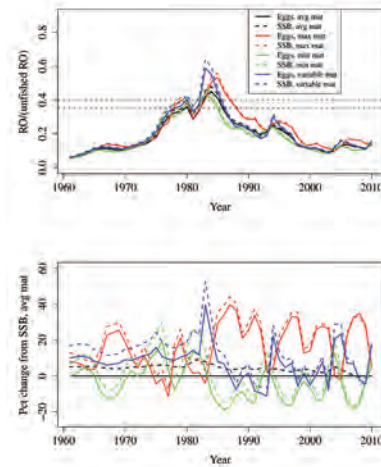 Eggs, avg mat
SSB, avg mat
Eggs, max mat
SSB, max mat
Eggs, min mat
SSB, min mat
Eggs, variable mat
SSB, variable mat
RO/(unfished RO)
0.8
0.6
0.4
0.2
0.0
1960 1970 1980 1990 2000 2010
Year
Pct change from SSB, avg mat
60
40
20
0
−20
1960 1970 1980 1990 2000 2010
Year